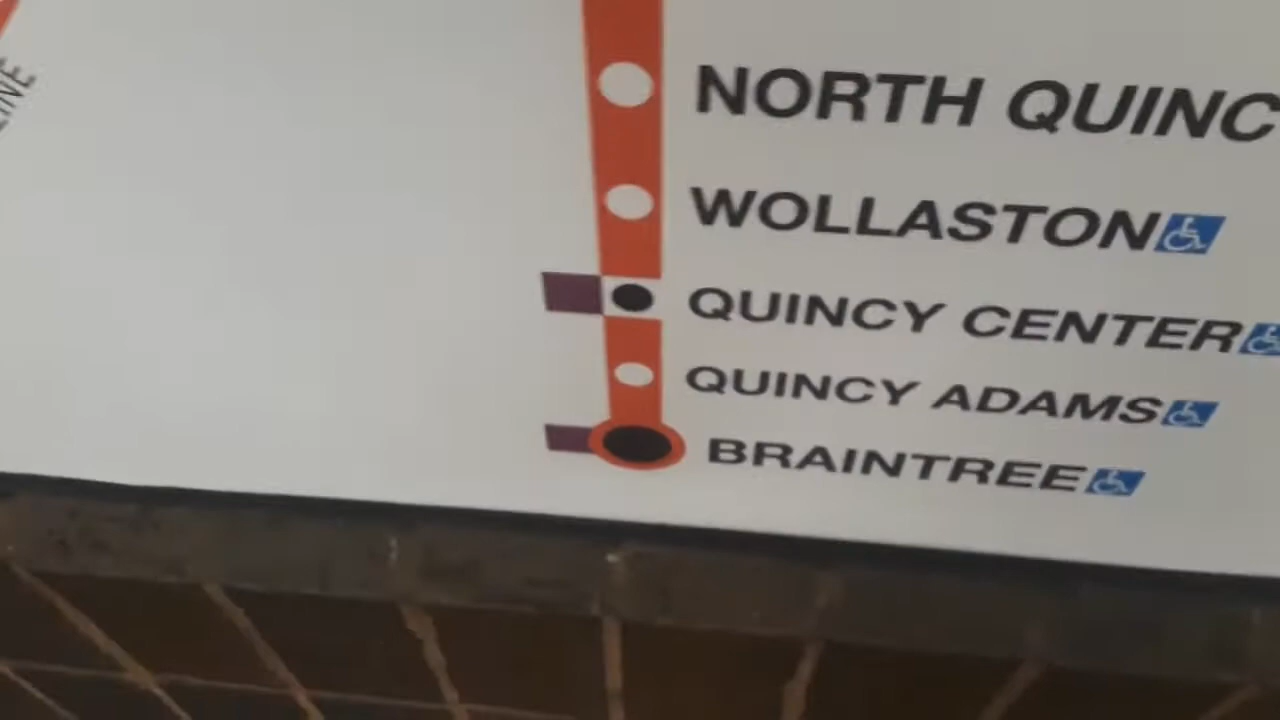 NORTH QUINC
WOLLASTON
QUINCY CENTER
QUINCY ADAMS
BRAINTREE